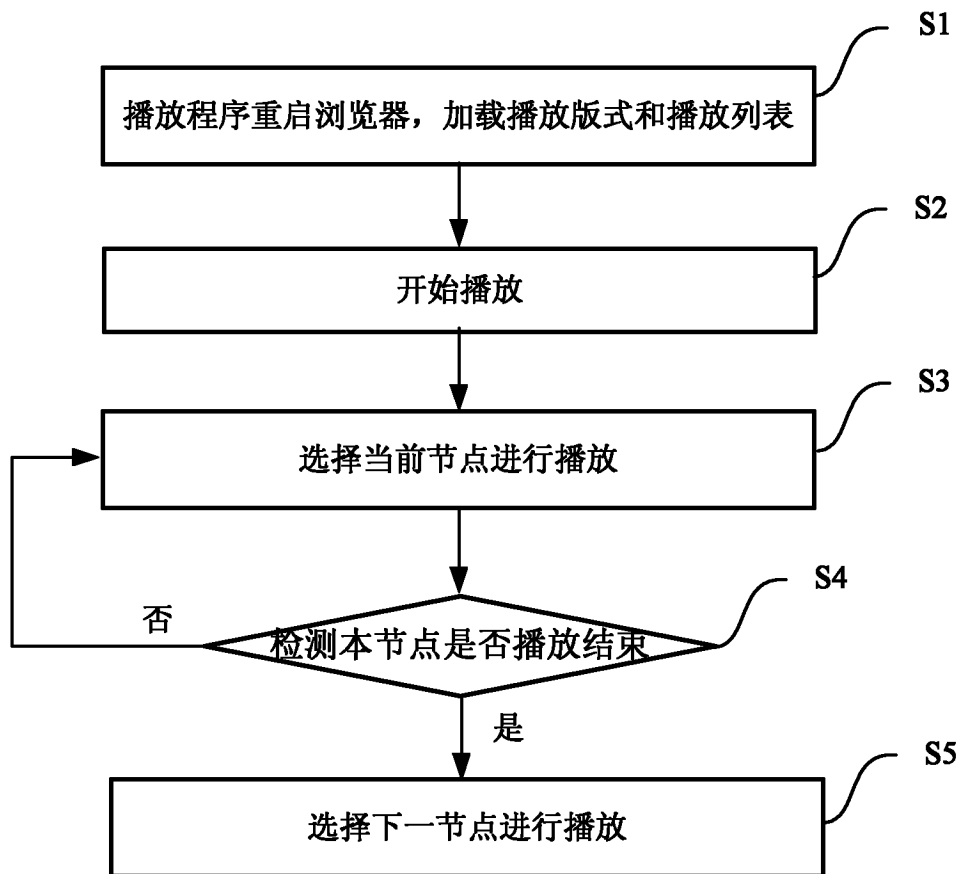 S1
播放程序重启浏览器，加载播放版式和播放列表
S2
开始播放
S3
选择当前节点进行播放
S4
否
检测本节点是否播放结束
是
S5
选择下一节点进行播放